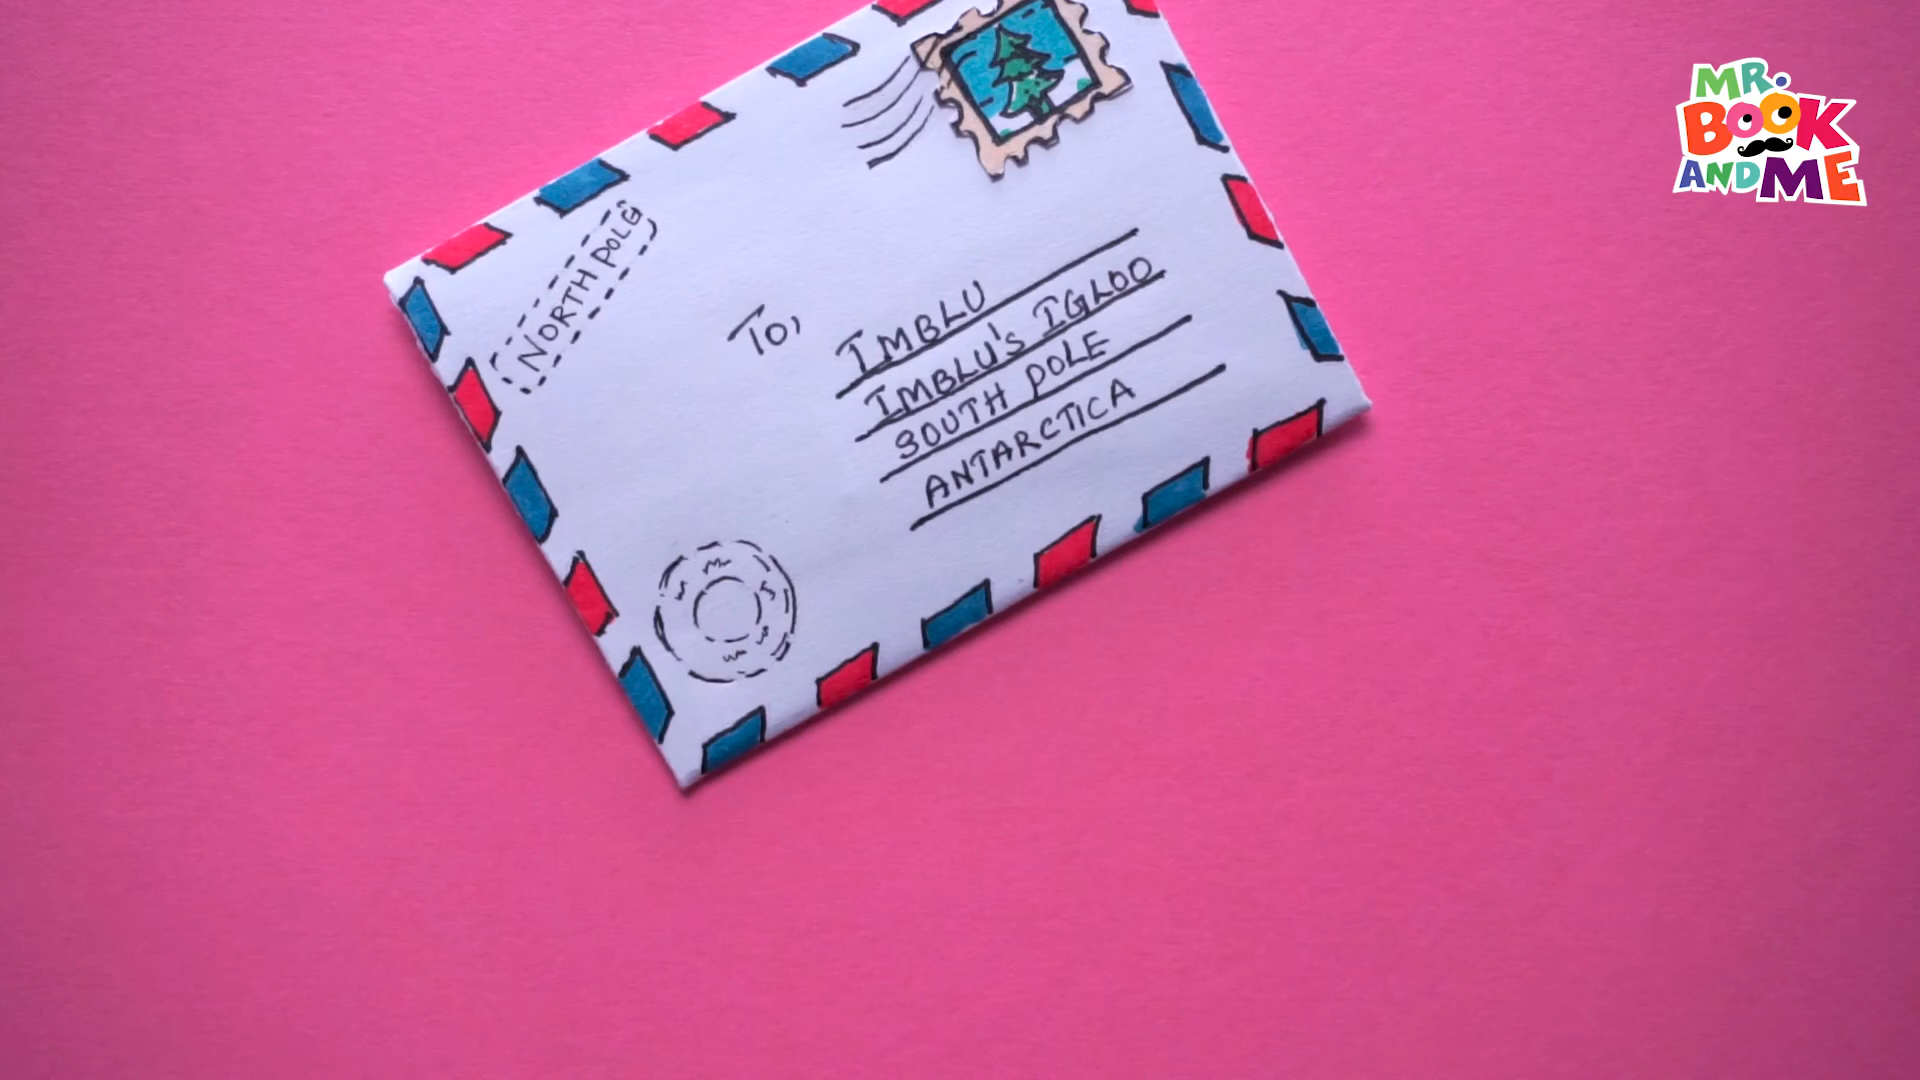 MR.
BOOK
AND ME
NORTH POLE
To,
IMBLU
IMBLU'S IGLOO
SOUTH POLE
ANTARCTICA